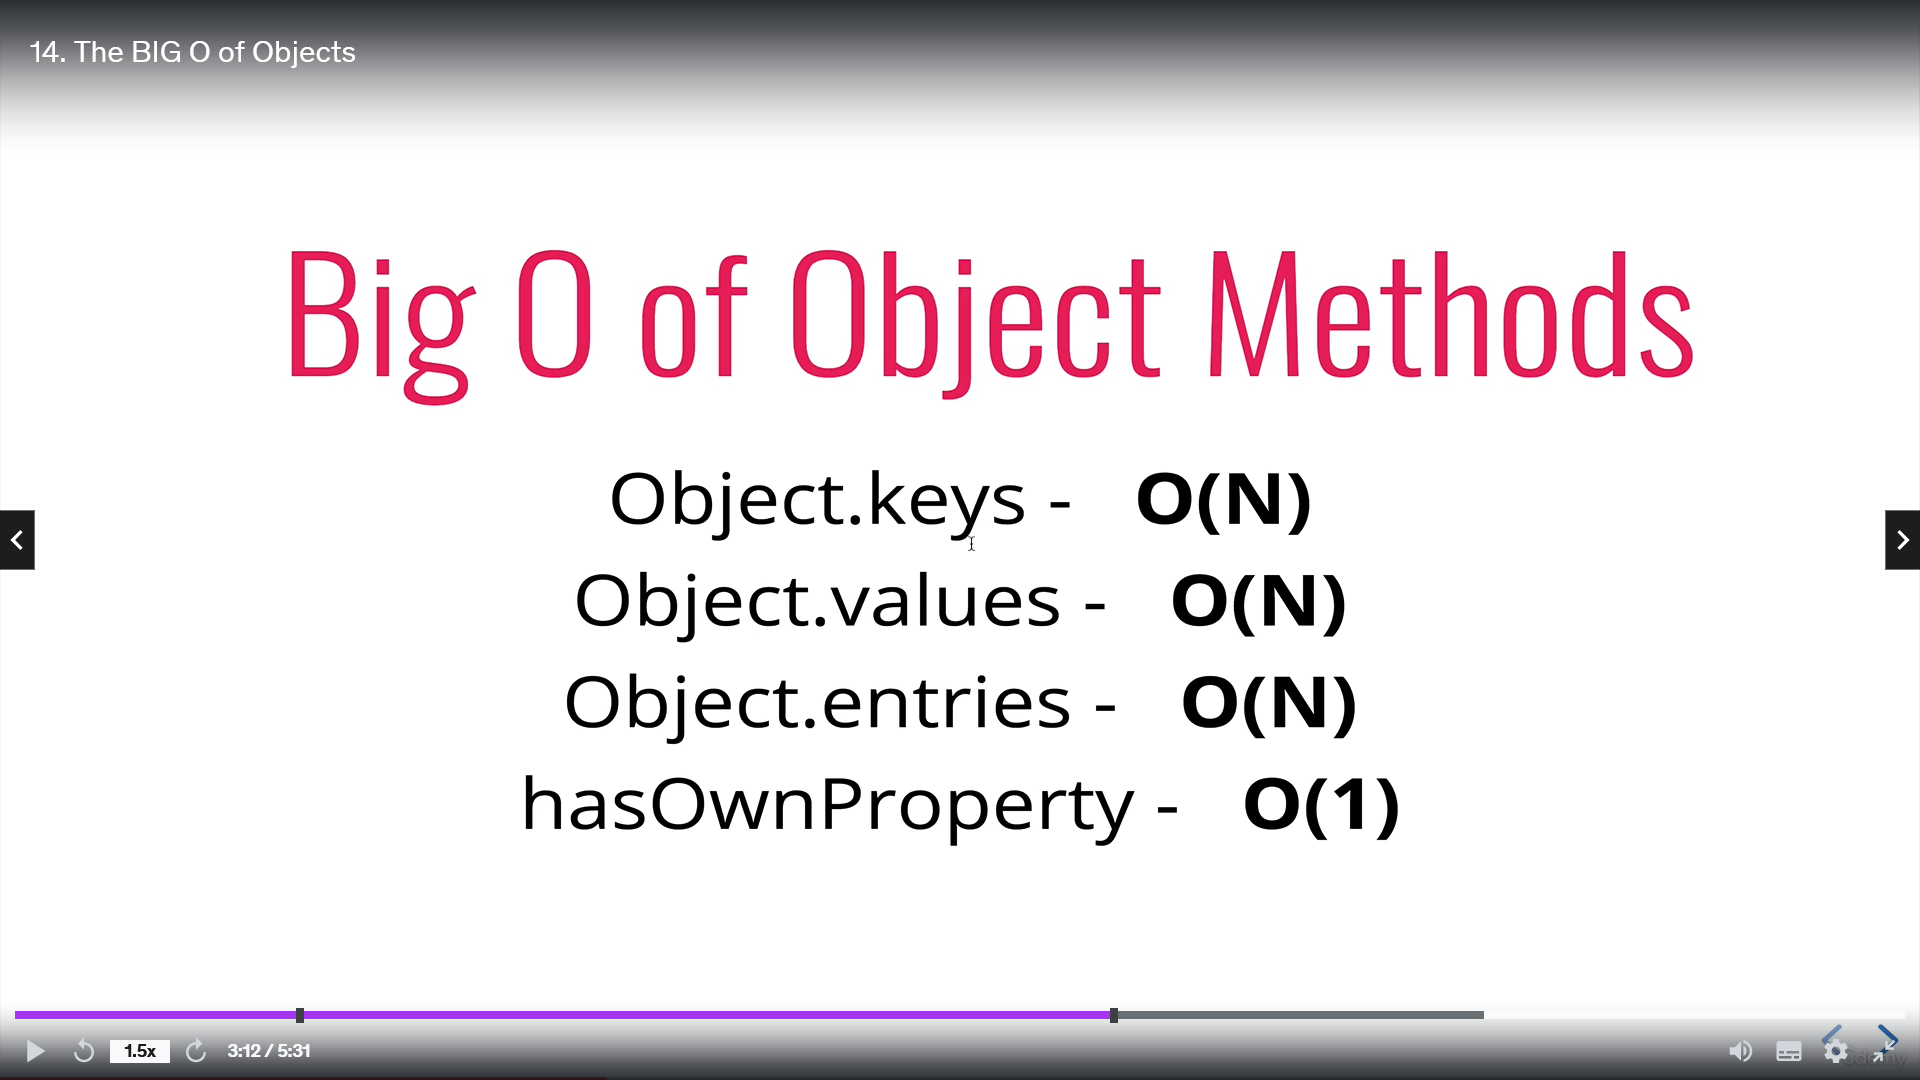 14. The BIG O of Objects
Big O of Object Methods
Object.keys - O(N)
Object.values - O(N)
Object.entries - O(N)
hasOwnProperty - O(1)
1.5x 3:12 / 5:31